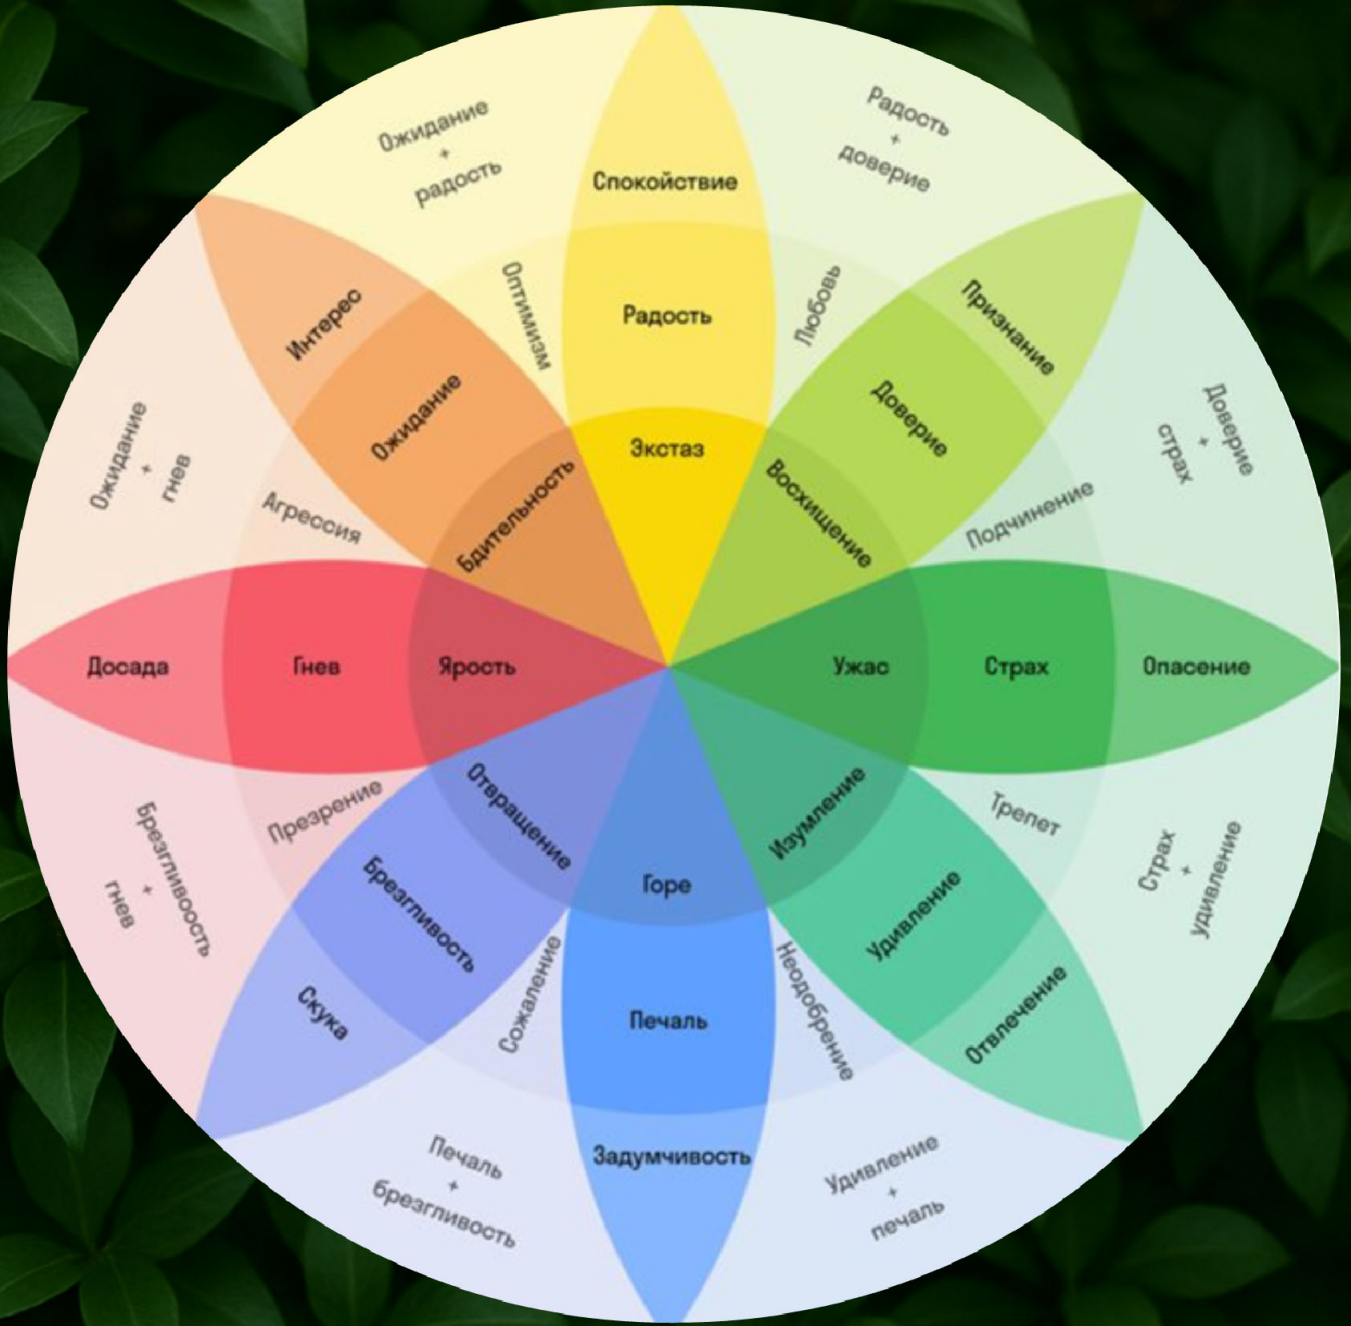 Ожидание
+
радость
Радость
+
доверие
Спокойствие
Оптимизм
Радость
Любовь
Интерес
Ожидание
Бдительность
Экстаз
Признание
Доверие
Восхищение
Ожидание
+
гнев
Агрессия
Доверие
+
страх
Подчинение
Досада
Гнев
Ярость
Ужас
Страх
Опасение
Презрение
Брезгливоость
+
гнев
Отвращение
Брезгливость
Скука
Трепет
Страх
+
удивление
Изумление
Удивление
Отвлечение
Горе
Печаль
Задумчивость
Сожаление
Неодобрение
Печаль
+
брезгливость
Удивление
+
печаль